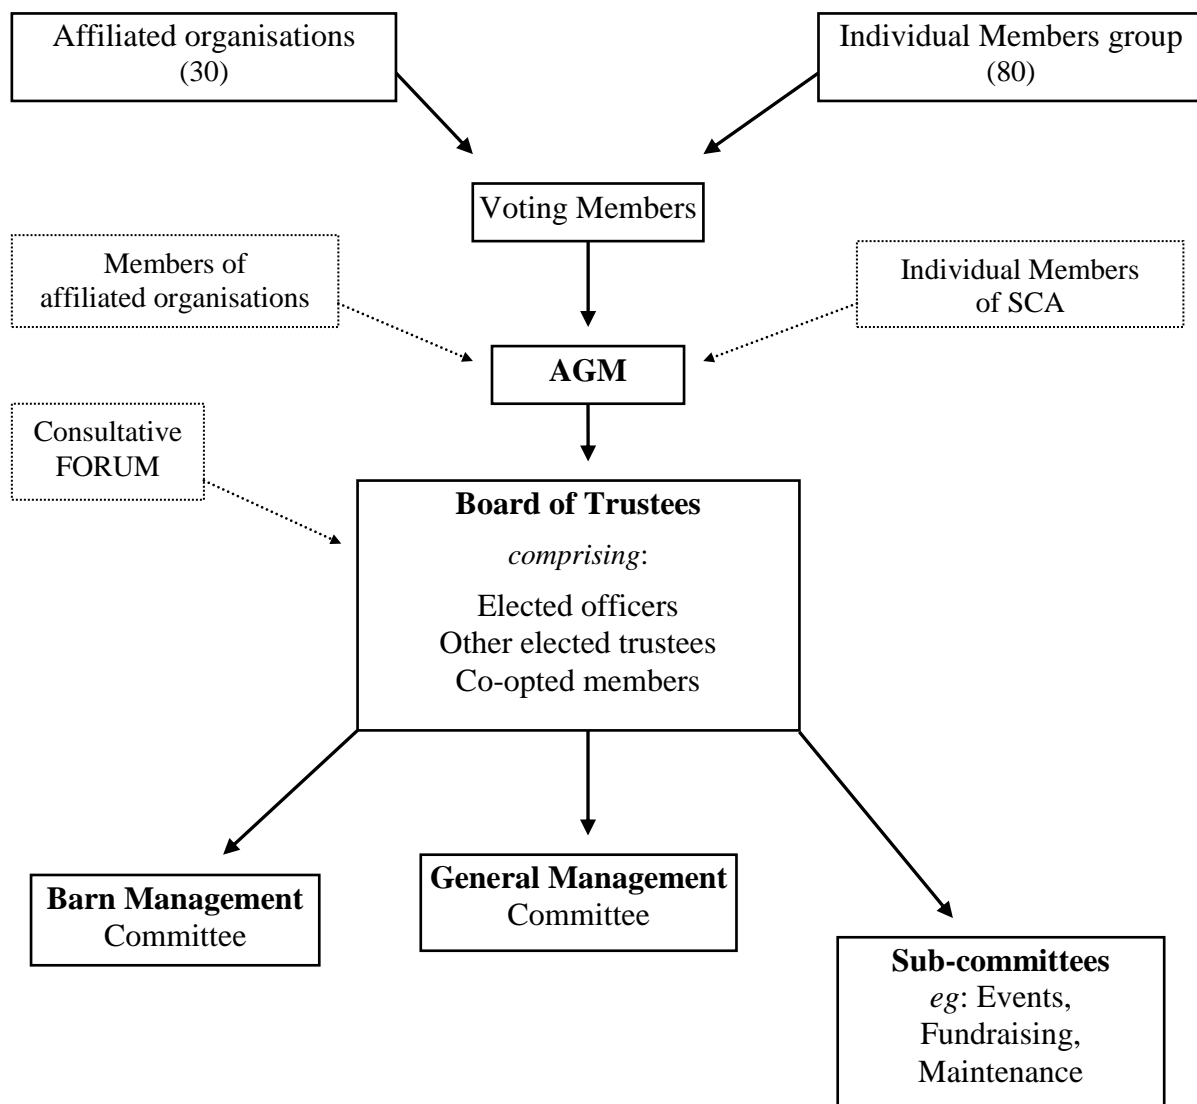 Affiliated organisations
(30)
Individual Members group
(80)
Voting Members
Members of
affiliated organisations
Individual Members
of SCA
AGM
Consultative
FORUM
Board of Trustees
comprising:
Elected officers
Other elected trustees
Co-opted members
Barn Management
Committee
General Management
Committee
Sub-committees
eg: Events,
Fundraising,
Maintenance